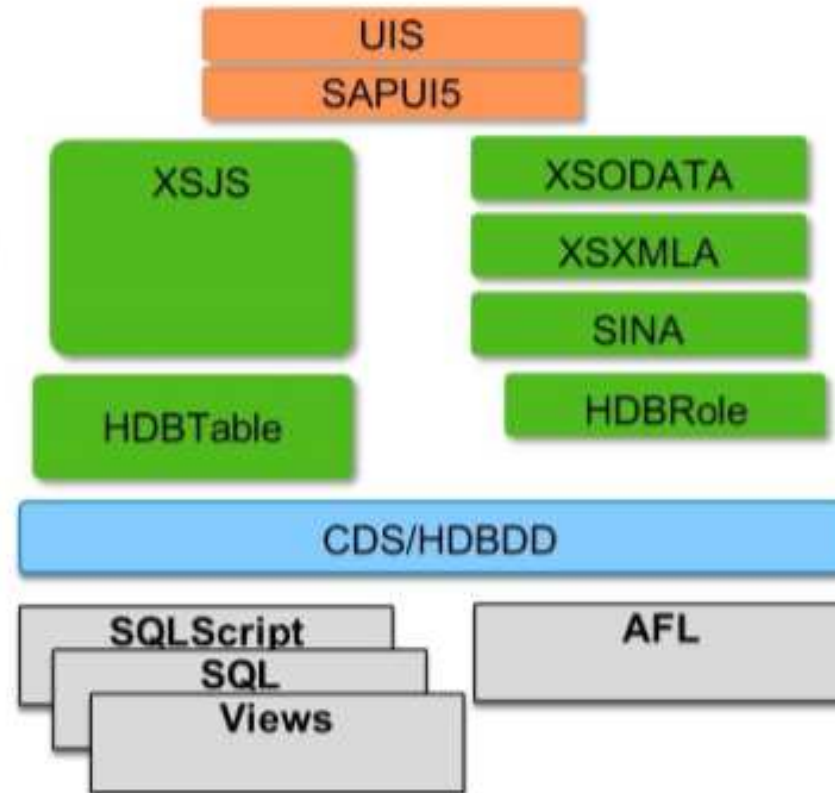 UIS
SAPUI5
XSJS
XSODATA
XSXMLA
SINA
HDBTable
HDBRole
CDS/HDBDD
SQLScript
SQL
Views
AFL